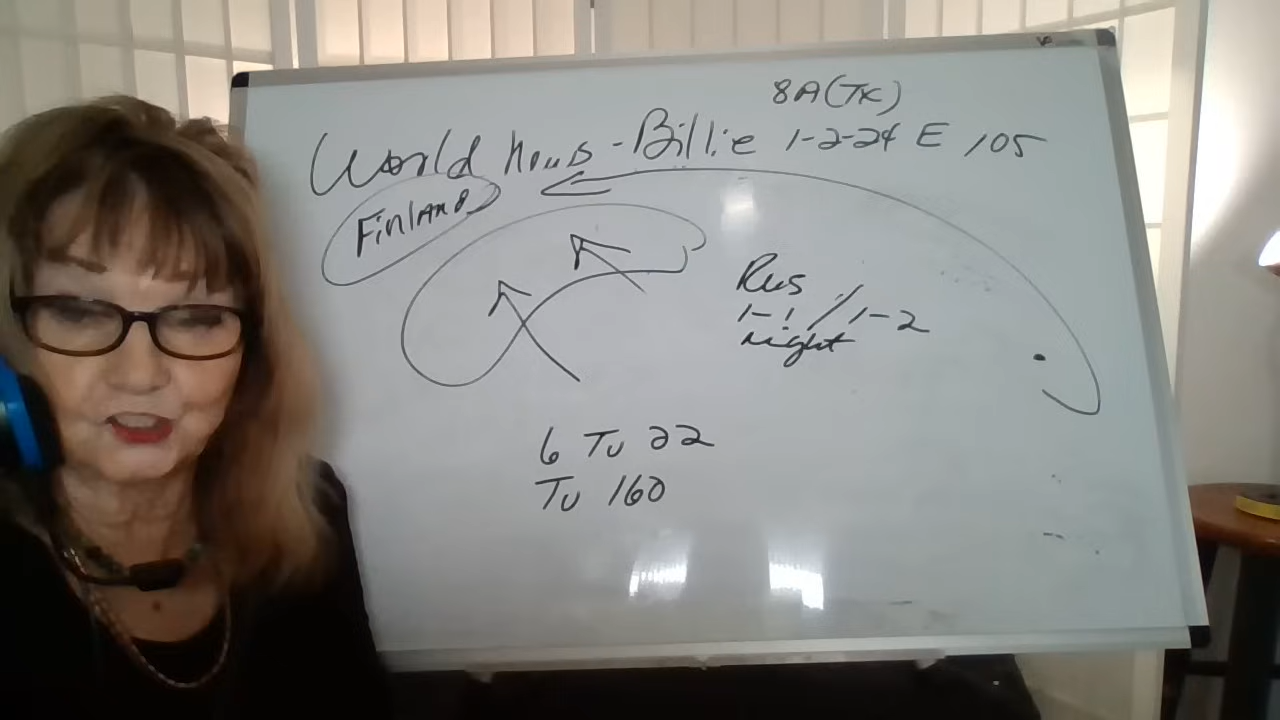 8A(TX)
World News - Billie 1-2-24 E 105
Finland
Rus
1-1 / 1-2
night
6 Tu 22
Tu 160